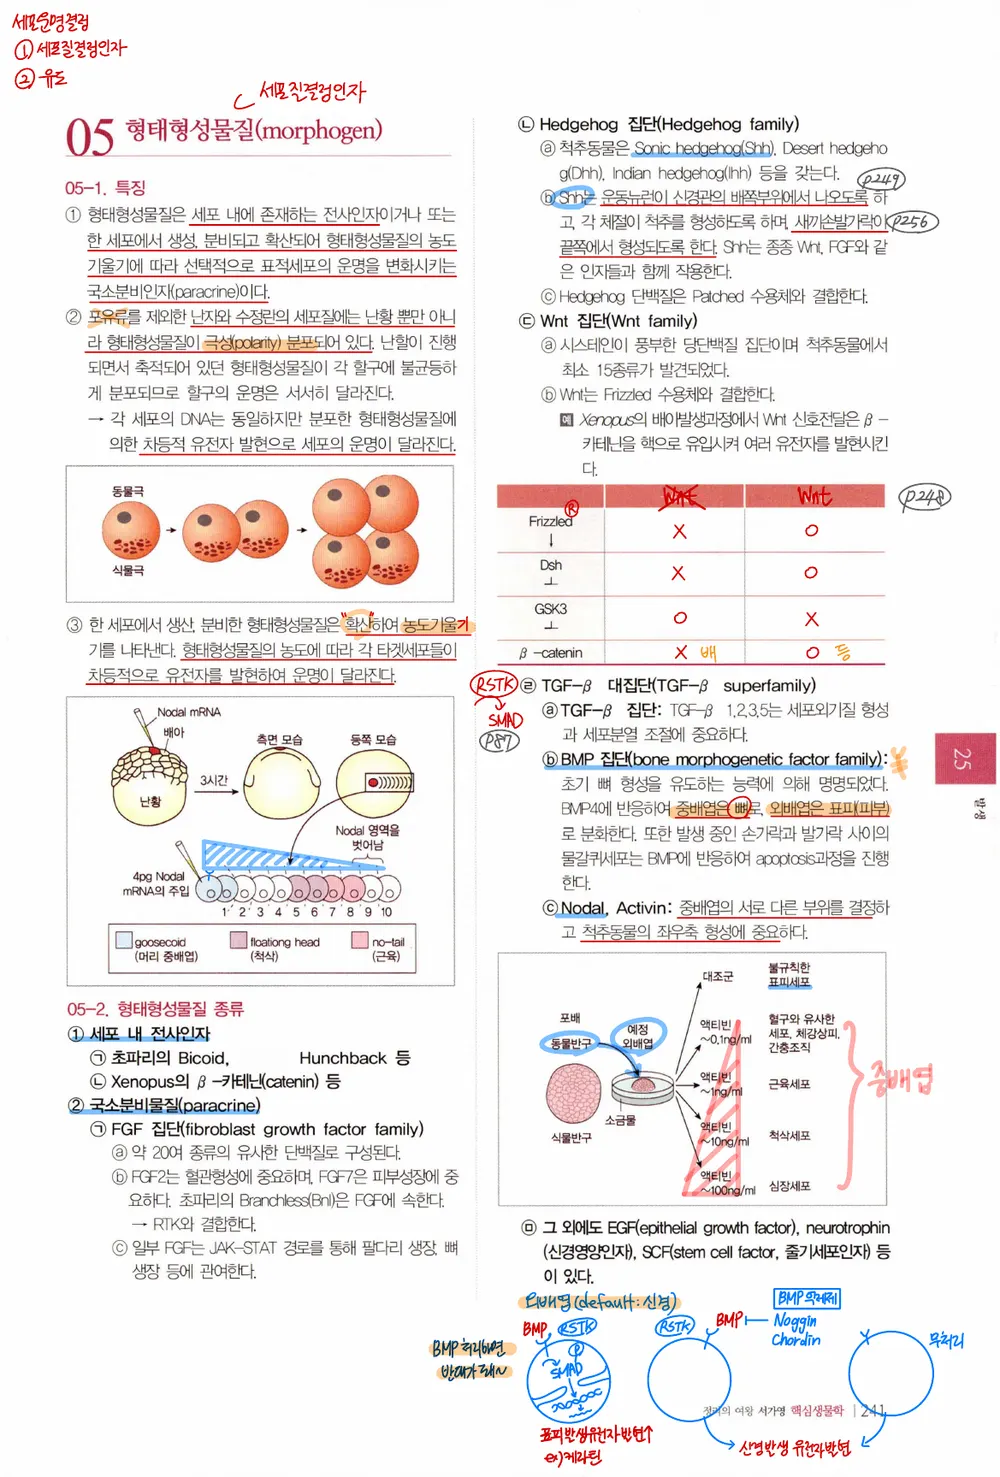 세포운명결정
① 세포질결정인자
② 유도
세포질결정인자
05 형태형성물질(morphogen)
05-1. 특징
① 형태형성물질은 세포 내에 존재하는 전사인자이거나 또는
한 세포에서 생성, 분비되고 확산되어 형태형성물질의 농도
기울기에 따라 선택적으로 표적세포의 운명을 변화시키는
국소분비인자(paracrine)이다.
② 포유류를 제외한 난자와 수정란의 세포질에는 난황 뿐만 아니
라 형태형성물질이 극성(polarity) 분포되어 있다. 난할이 진행
되면서 축적되어 있던 형태형성물질이 각 할구에 불균등하
게 분포되므로 할구의 운명은 서서히 달라진다.
→ 각 세포의 DNA는 동일하지만 분포한 형태형성물질에
의한 차등적 유전자 발현으로 세포의 운명이 달라진다.
동물극
식물극
③ 한 세포에서 생산, 분비한 형태형성물질은 "확산"하여 농도기울기
기를 나타낸다. 형태형성물질의 농도에 따라 각 타겟세포들이
차등적으로 유전자를 발현하여 운명이 달라진다.
Nodal mRNA
배아
난황
3시간
측면 모습
등쪽 모습
Nodal 영역을
벗어남
4pg Nodal
mRNA의 주입
1 2 3 4 5 6 7 8 9 10
goosecoid
(머리 중배엽)
floationg head
(척삭)
no-tail
(근육)
05-2. 형태형성물질 종류
① 세포 내 전사인자
㉠ 초파리의 Bicoid, Hunchback 등
㉡ Xenopus의 β-카테닌(catenin) 등
② 국소분비물질(paracrine)
㉠ FGF 집단(fibroblast growth factor family)
ⓐ 약 20여 종류의 유사한 단백질로 구성된다.
ⓑ FGF2는 혈관형성에 중요하며, FGF7은 피부성장에 중
요하다. 초파리의 Branchless(Bnl)은 FGF에 속한다.
→ RTK와 결합한다.
ⓒ 일부 FGF는 JAK-STAT 경로를 통해 팔다리 생장, 뼈
생장 등에 관여한다.
㉡ Hedgehog 집단(Hedgehog family)
ⓐ 척추동물은 Sonic hedgehog(Shh), Desert hedgeho
g(Dhh), Indian hedgehog(Ihh) 등을 갖는다.
p249
ⓑ Shh는 운동뉴런이 신경관의 배쪽부위에서 나오도록 하
고, 각 체절이 척추를 형성하도록 하며, 새끼손발가락이
p256
끝쪽에서 형성되도록 한다. Shh는 종종 Wnt, FGF와 같
은 인자들과 함께 작용한다.
ⓒ Hedgehog 단백질은 Patched 수용체와 결합한다.
㉢ Wnt 집단(Wnt family)
ⓐ 시스테인이 풍부한 당단백질 집단이며 척추동물에서
최소 15종류가 발견되었다.
ⓑ Wnt는 Frizzled 수용체와 결합한다.
예 Xenopus의 배아발생과정에서 Wnt 신호전달은 β-
카테닌을 핵으로 유입시켜 여러 유전자를 발현시킨
다.
Wnt Wnt
p248
Frizzled Ⓡ X O
↓
Dsh X O
⊥
GSK3 O X
⊥
β-catenin X 배 O 등
RSTK
SMAD
p87
㉣ TGF-β 대집단(TGF-β superfamily)
ⓐ TGF-β 집단: TGF-β 1,2,3,5는 세포외기질 형성
과 세포분열 조절에 중요하다.
ⓑ BMP 집단(bone morphogenetic factor family):
초기 뼈 형성을 유도하는 능력에 의해 명명되었다.
BMP4에 반응하여 중배엽은 뼈로, 외배엽은 표피(피부)
로 분화한다. 또한 발생 중인 손가락과 발가락 사이의
물갈퀴세포는 BMP에 반응하여 apoptosis과정을 진행
한다.
ⓒ Nodal, Activin: 중배엽의 서로 다른 부위를 결정하
고 척추동물의 좌우축 형성에 중요하다.
포배
동물반구
식물반구
예정
외배엽
소금물
대조군
불규칙한
표피세포
액티빈
~0.1ng/ml
혈구와 유사한
세포, 체강상피,
간충조직
액티빈
~1ng/ml
근육세포
액티빈
~10ng/ml
척삭세포
액티빈
~100ng/ml
심장세포
중배엽
㉤ 그 외에도 EGF(epithelial growth factor), neurotrophin
(신경영양인자), SCF(stem cell factor, 줄기세포인자) 등
이 있다.
외배엽(default:신경)
BMP처리하면
반대가 돼~
BMP
RSTK
P
SMAD
표피발생유전자발현↑
ex)케라틴
RSTK
BMP
BMP억제제
Noggin
Chordin
무처리
신경발생 유전자발현
25
발생
정리의 여왕 서가영 핵심생물학 | 241